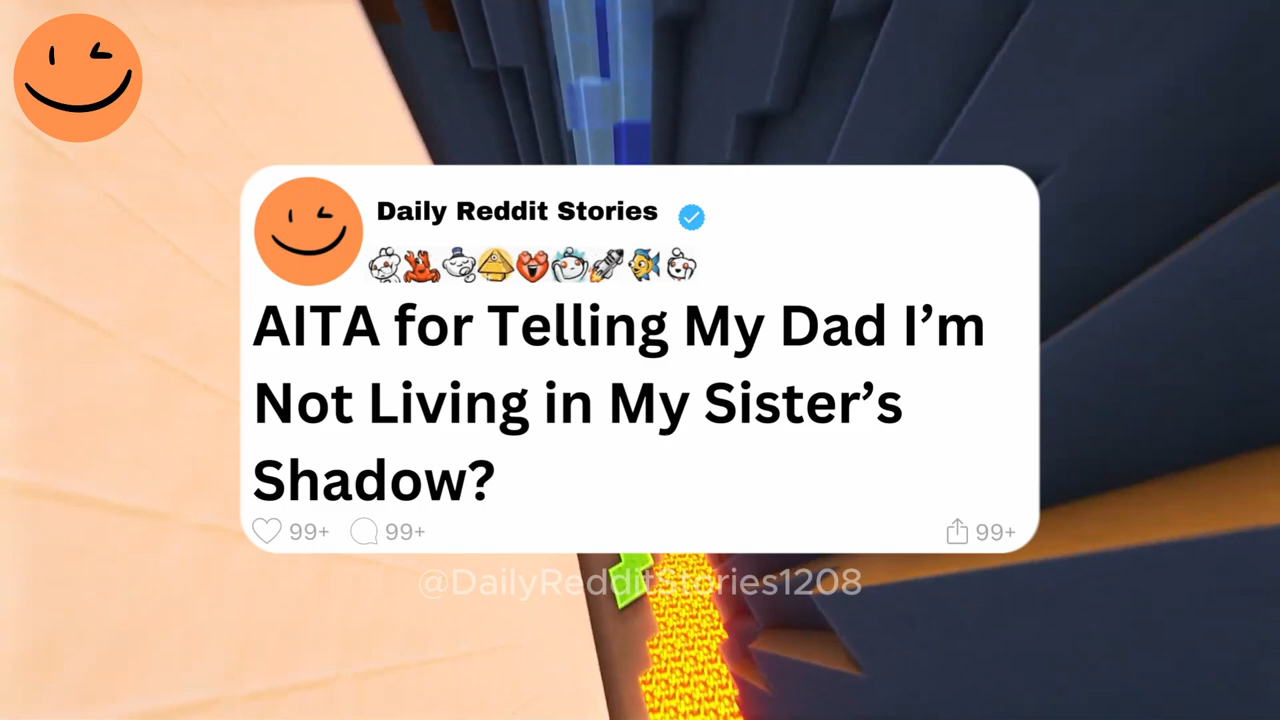 Daily Reddit Stories
AITA for Telling My Dad I’m
Not Living in My Sister’s
Shadow?
99+ 99+ 99+
@DailyRedditStories1208